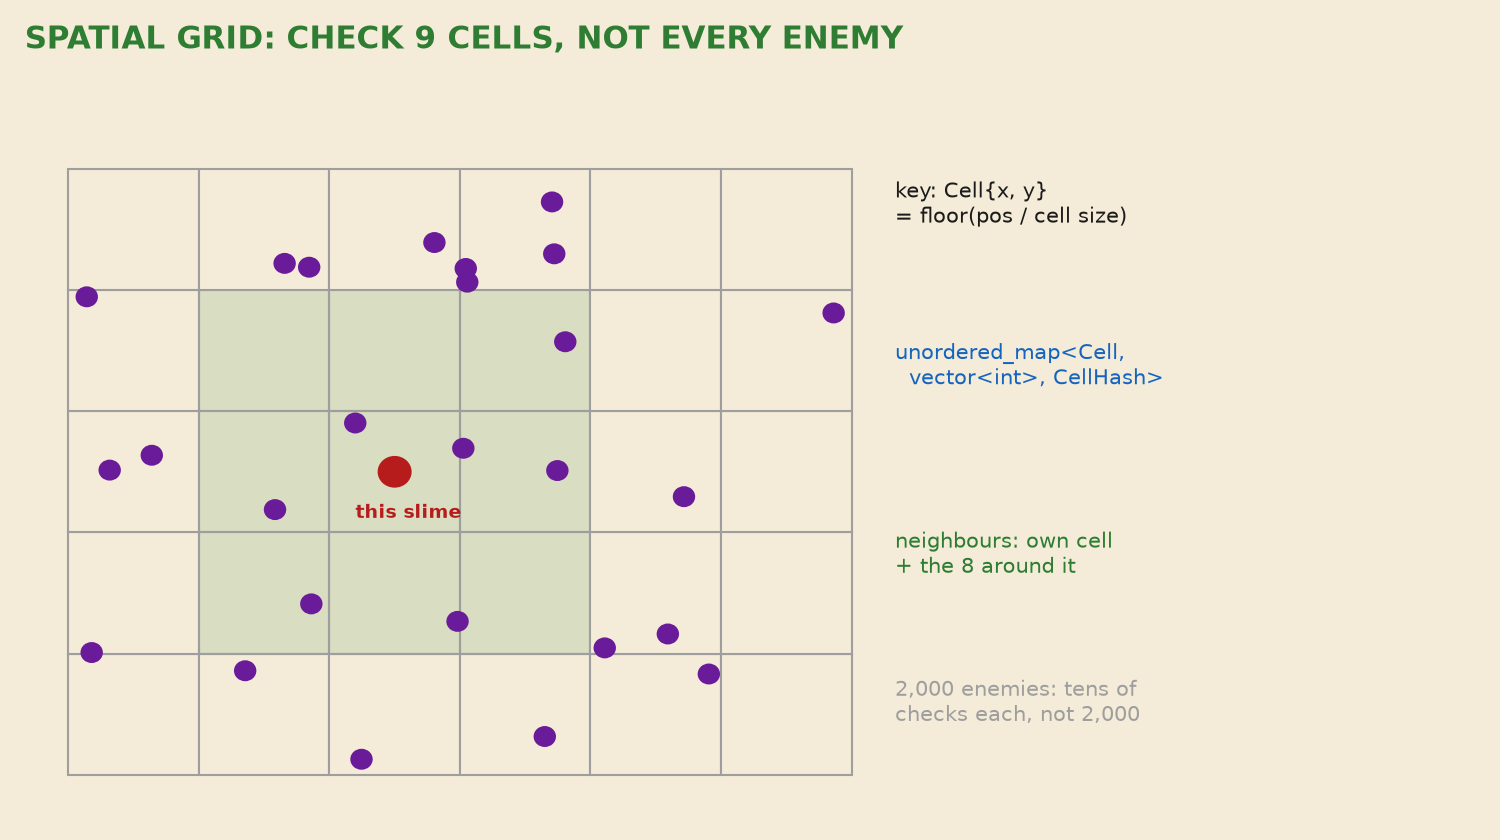 SPATIAL GRID: CHECK 9 CELLS, NOT EVERY ENEMY
key: Cell{x, y}
= floor(pos / cell size)
unordered_map<Cell,
  vector<int>, CellHash>
this slime
neighbours: own cell
+ the 8 around it
2,000 enemies: tens of
checks each, not 2,000